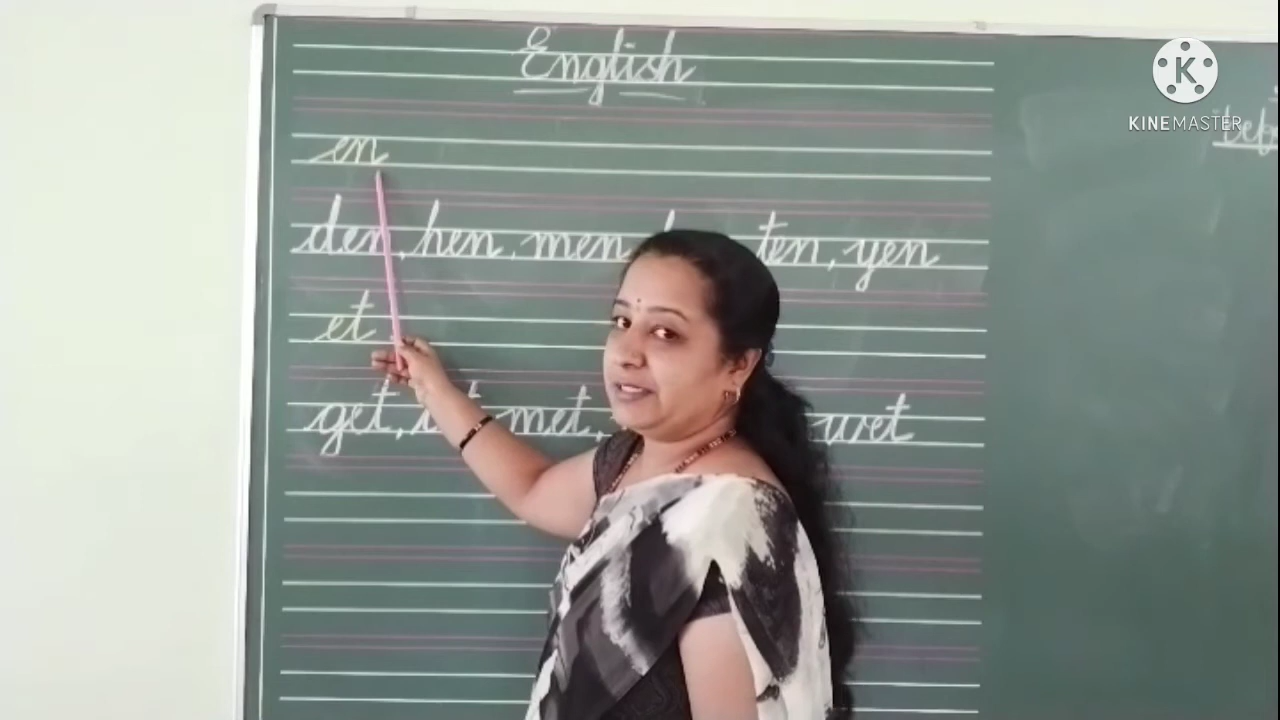 English
en
den, hen, men, ten, yen
et
get, met, wet
K
KINEMASTER